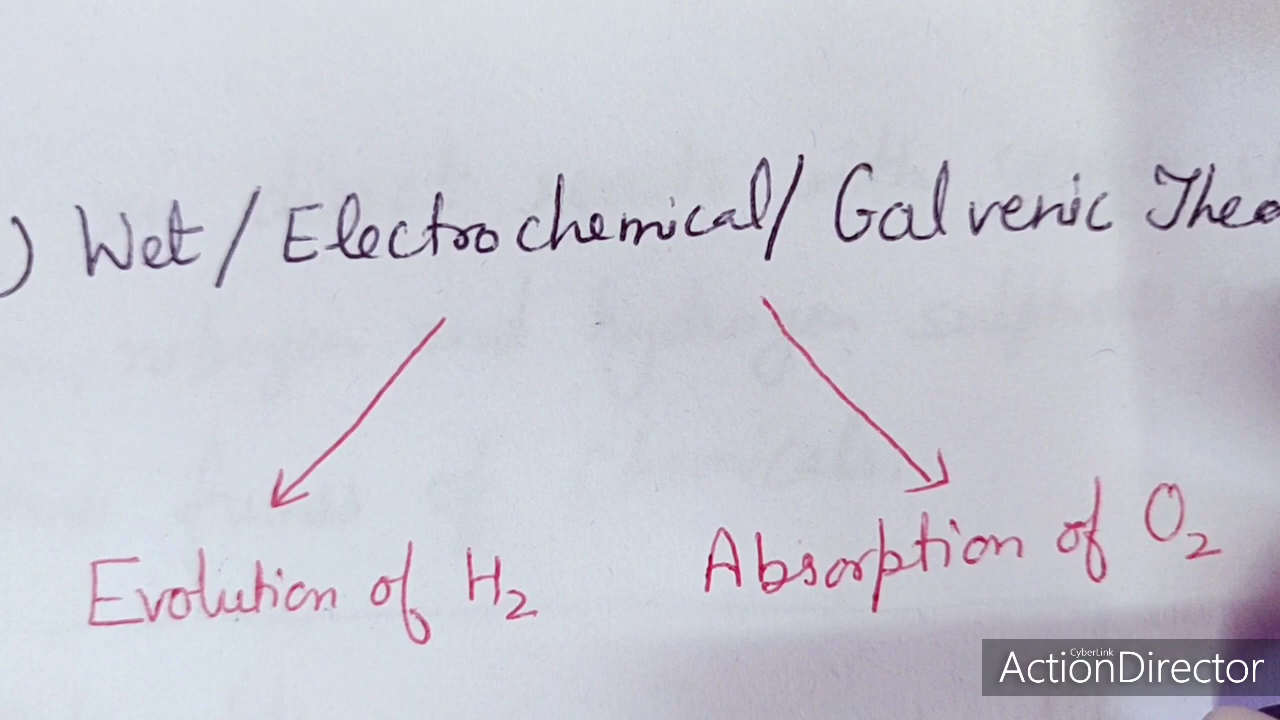 ) Wet / Electrochemical / Galvenic Theo
Evolution of H2
Absorption of O2
CyberLink
ActionDirector